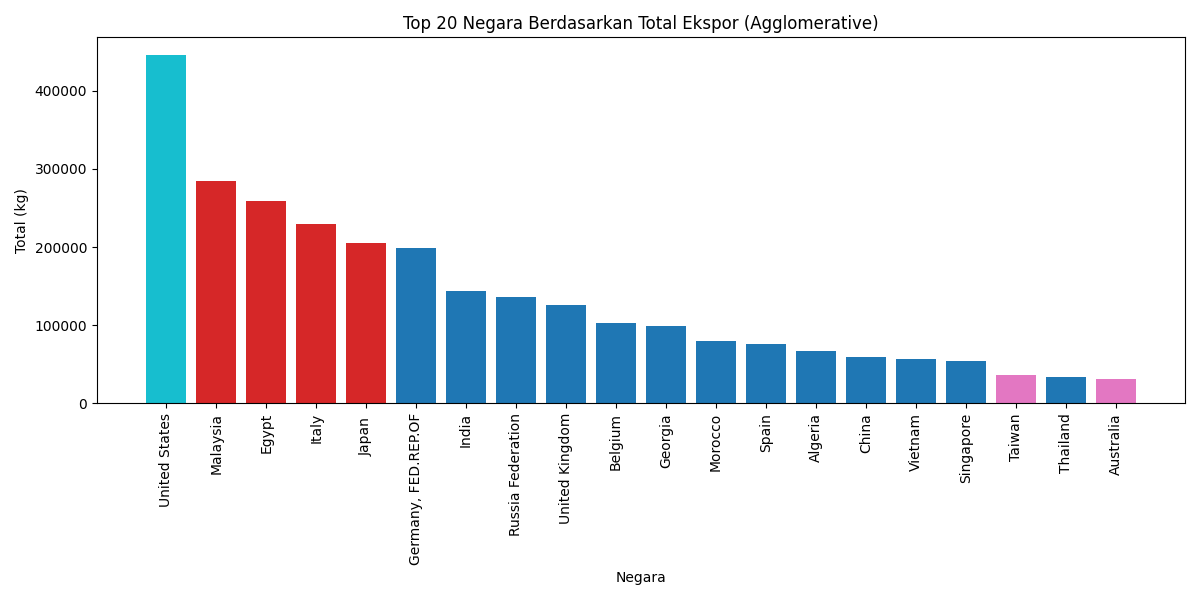 Top 20 Negara Berdasarkan Total Ekspor (Agglomerative)
Total (kg)
400000
300000
200000
100000
0
United States
Malaysia
Egypt
Italy
Japan
Germany, FED.REP.OF
India
Russia Federation
United Kingdom
Belgium
Georgia
Morocco
Spain
Algeria
China
Vietnam
Singapore
Taiwan
Thailand
Australia
Negara